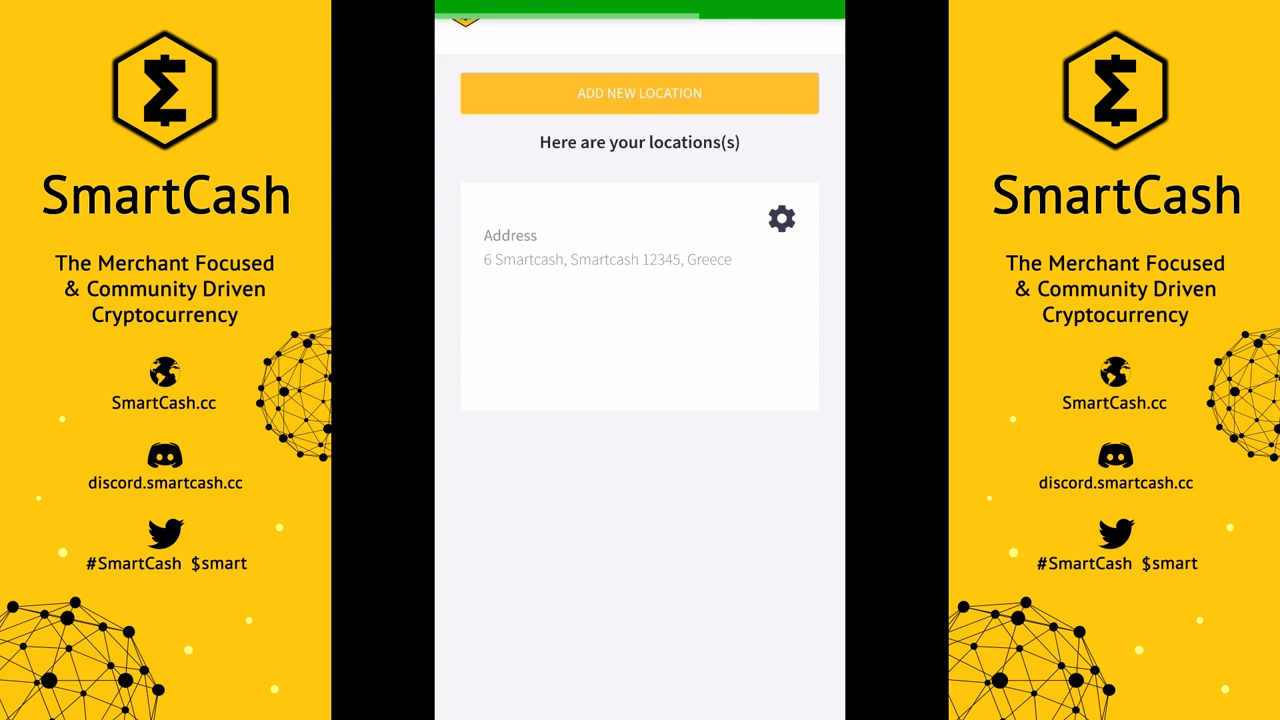 SmartCash
The Merchant Focused
& Community Driven
Cryptocurrency
SmartCash.cc
discord.smartcash.cc
#SmartCash $smart
ADD NEW LOCATION
Here are your locations(s)
Address
6 Smartcash, Smartcash 12345, Greece
SmartCash
The Merchant Focused
& Community Driven
Cryptocurrency
SmartCash.cc
discord.smartcash.cc
#SmartCash $smart